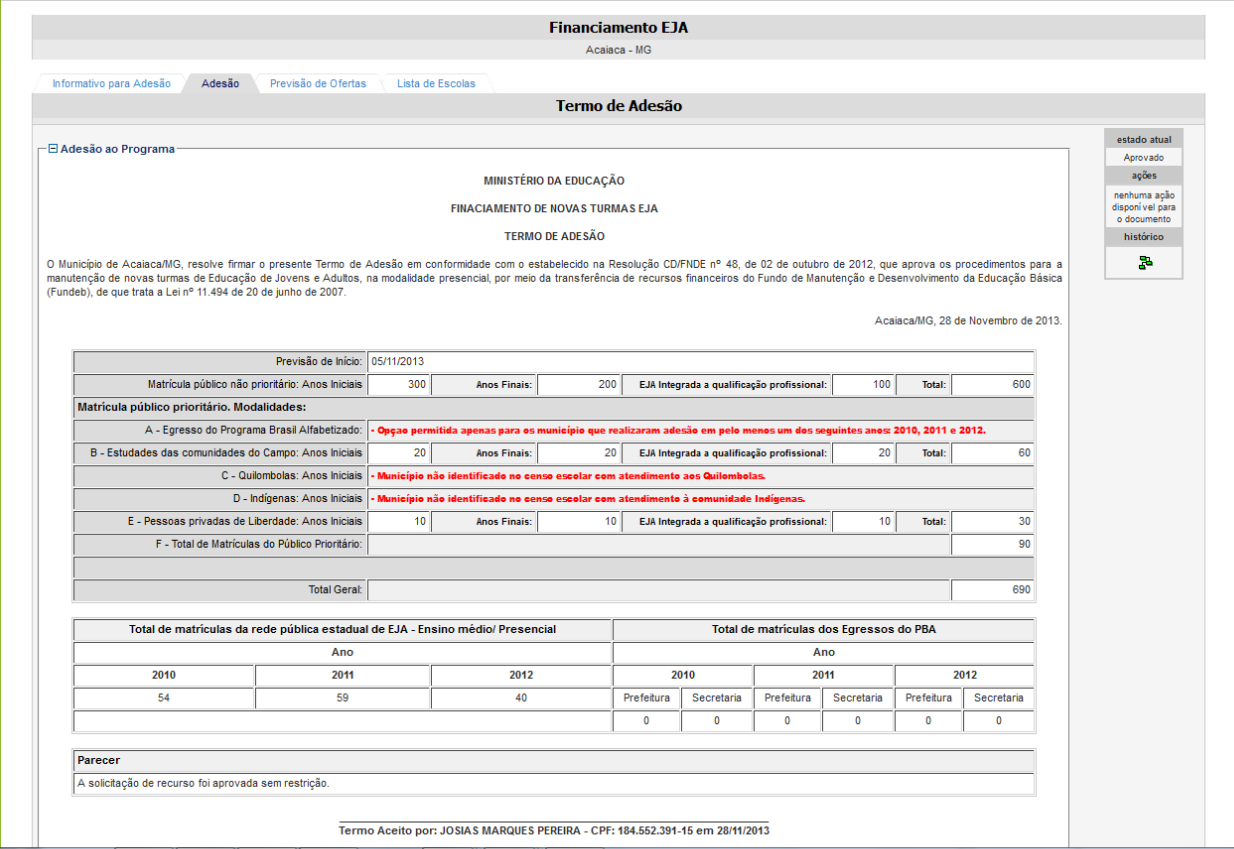 Financiamento EJA
Acaiaca - MG
Informativo para Adesão Adesão Previsão de Ofertas Lista de Escolas
Termo de Adesão
estado atual
Aprovado
ações
nenhuma ação
disponí vel para
o documento
histórico
Adesão ao Programa
MINISTÉRIO DA EDUCAÇÃO
FINACIAMENTO DE NOVAS TURMAS EJA
TERMO DE ADESÃO
O Município de Acaiaca/MG, resolve firmar o presente Termo de Adesão em conformidade com o estabelecido na Resolução CD/FNDE nº 48, de 02 de outubro de 2012, que aprova os procedimentos para a
manutenção de novas turmas de Educação de Jovens e Adultos, na modalidade presencial, por meio da transferência de recursos financeiros do Fundo de Manutenção e Desenvolvimento da Educação Básica
(Fundeb), de que trata a Lei nº 11.494 de 20 de junho de 2007.
Acaiaca/MG, 28 de Novembro de 2013.
Previsão de Início: 05/11/2013
Matrícula público não prioritário: Anos Iniciais 300 Anos Finais: 200 EJA Integrada a qualificação profissional: 100 Total: 600
Matrícula público prioritário. Modalidades:
A - Egresso do Programa Brasil Alfabetizado: - Opçao permitida apenas para os município que realizaram adesão em pelo menos um dos seguintes anos: 2010, 2011 e 2012.
B - Estudades das comunidades do Campo: Anos Iniciais 20 Anos Finais: 20 EJA Integrada a qualificação profissional: 20 Total: 60
C - Quilombolas: Anos Iniciais - Município não identificado no censo escolar com atendimento aos Quilombolas.
D - Indígenas: Anos Iniciais - Município não identificado no censo escolar com atendimento à comunidade Indígenas.
E - Pessoas privadas de Liberdade: Anos Iniciais 10 Anos Finais: 10 EJA Integrada a qualificação profissional: 10 Total: 30
F - Total de Matrículas do Público Prioritário: 90
Total Geral: 690
Total de matrículas da rede pública estadual de EJA - Ensino médio/ Presencial Total de matrículas dos Egressos do PBA
Ano Ano
2010 2011 2012 2010 2011 2012
54 59 40 Prefeitura Secretaria Prefeitura Secretaria Prefeitura Secretaria
0 0 0 0 0 0
Parecer
A solicitação de recurso foi aprovada sem restrição.
Termo Aceito por: JOSIAS MARQUES PEREIRA - CPF: 184.552.391-15 em 28/11/2013